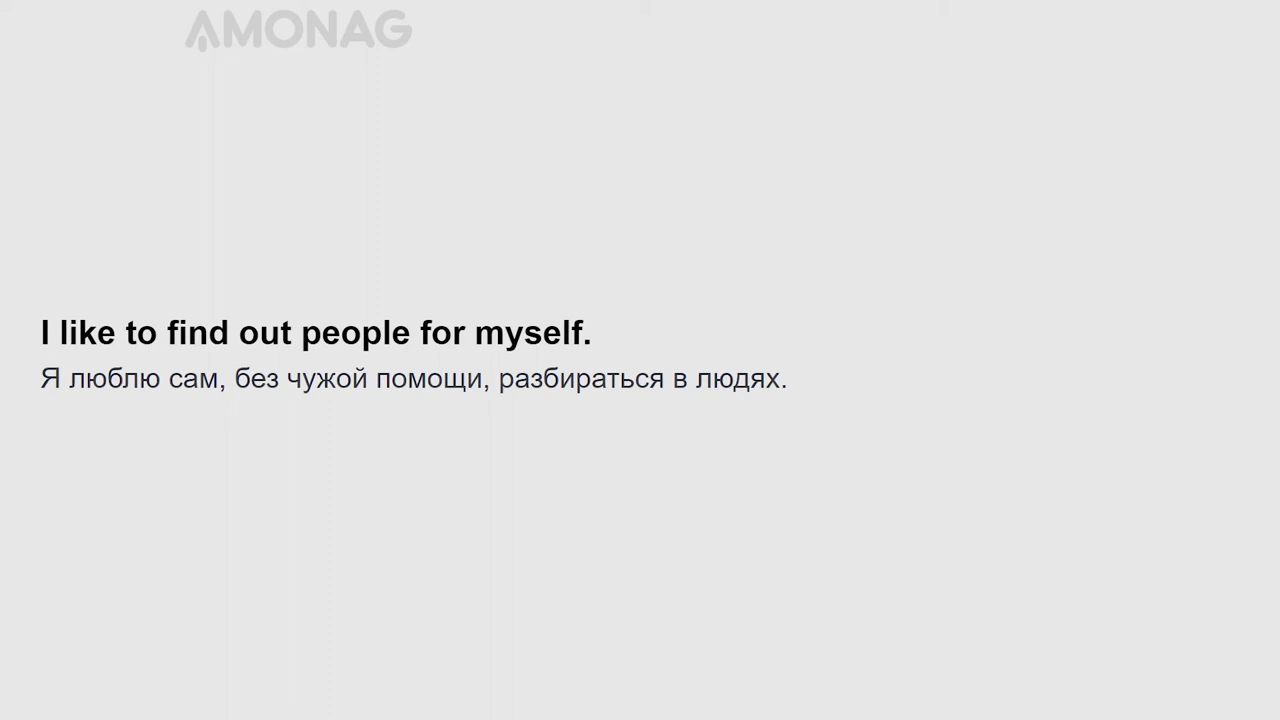 AMONAG
I like to find out people for myself.
Я люблю сам, без чужой помощи, разбираться в людях.